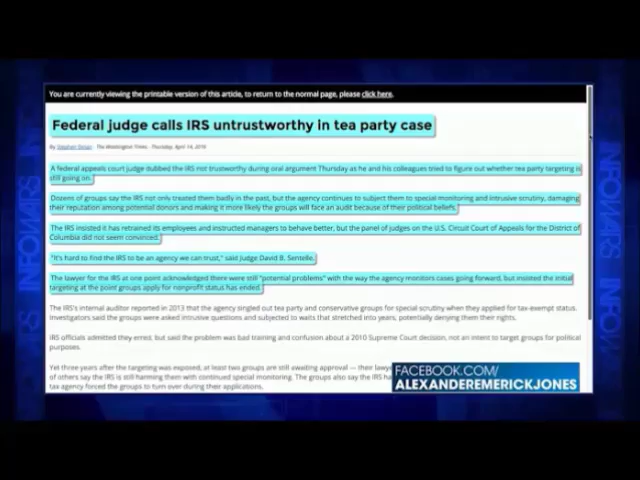 You are currently viewing the printable version of this article, to return to the normal page, please click here.
Federal judge calls IRS untrustworthy in tea party case
By Stephen Dinan - The Washington Times - Thursday, April 14, 2016
A federal appeals court judge dubbed the IRS not trustworthy during oral argument Thursday as he and his colleagues tried to figure out whether tea party targeting is
still going on.
Dozens of groups say the IRS not only treated them badly in the past, but the agency continues to subject them to special monitoring and intrusive scrutiny, damaging
their reputation among potential donors and making it more likely the groups will face an audit because of their political beliefs.
The IRS insisted it has retrained its employees and instructed managers to behave better, but the panel of judges on the U.S. Circuit Court of Appeals for the District of
Columbia did not seem convinced.
"It's hard to find the IRS to be an agency we can trust," said Judge David B. Sentelle.
The lawyer for the IRS at one point acknowledged there were still "potential problems" with the way the agency monitors cases going forward, but insisted the initial
targeting at the point groups apply for nonprofit status has ended.
The IRS's internal auditor reported in 2013 that the agency singled out tea party and conservative groups for special scrutiny when they applied for tax-exempt status.
Investigators said the groups were asked intrusive questions and subjected to waits that stretched into years, potentially denying them their rights.
IRS officials admitted they erred, but said the problem was bad training and confusion about a 2010 Supreme Court decision, not an intent to target groups for political
purposes.
Yet three years after the targeting was exposed, at least two groups are still awaiting approval — their lawye
of others say the IRS is still harming them with continued special monitoring. The groups also say the IRS ha
tax agency forced the groups to turn over during their applications.
FACEBOOK.COM/
ALEXANDEREMERICKJONES
INFOWARS
INFOWARS